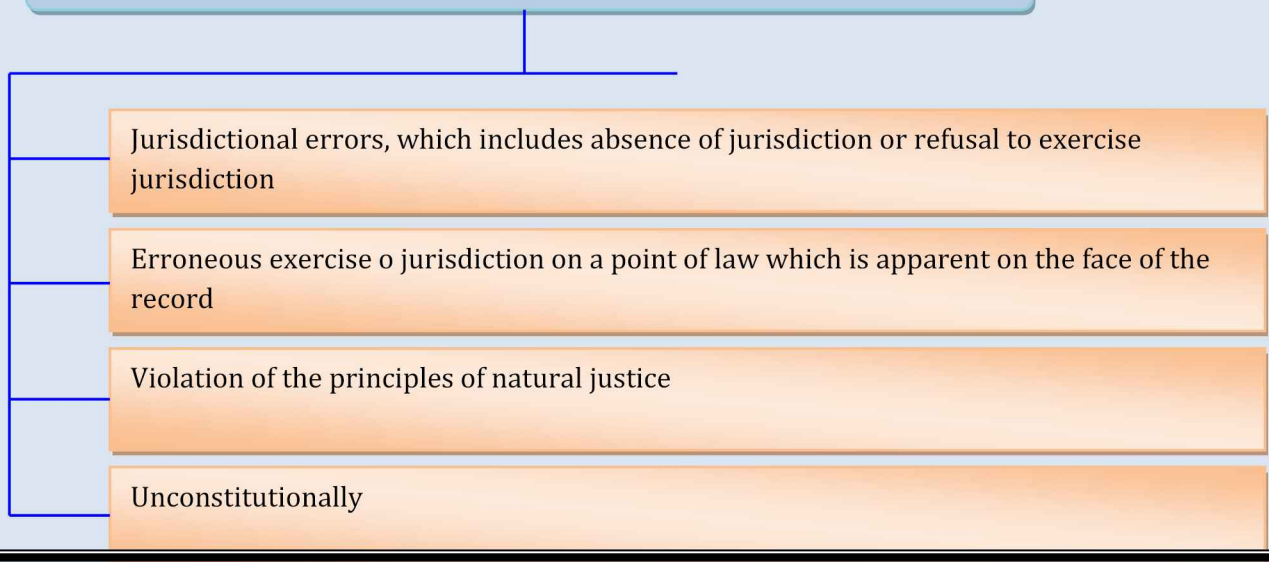 Jurisdictional errors, which includes absence of jurisdiction or refusal to exercise
jurisdiction
Erroneous exercise o jurisdiction on a point of law which is apparent on the face of the
record
Violation of the principles of natural justice
Unconstitutionally